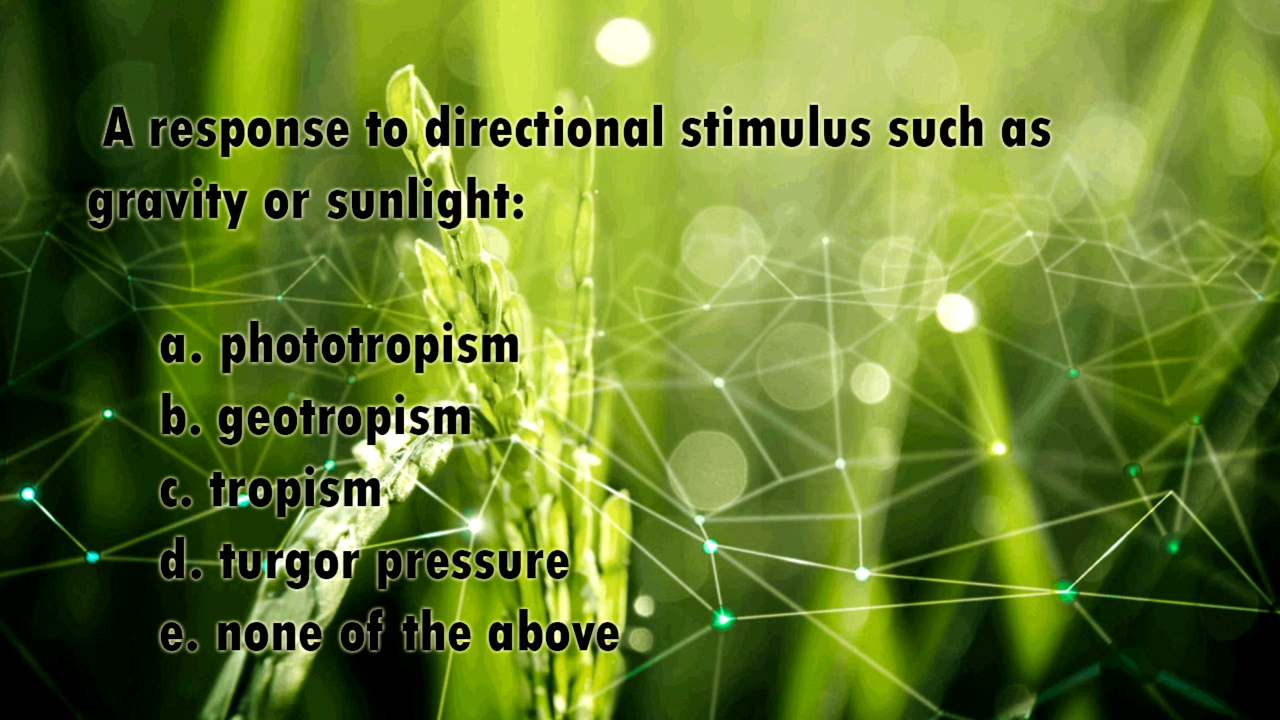 A response to directional stimulus such as
gravity or sunlight:
a. phototropism
b. geotropism
c. tropism
d. turgor pressure
e. none of the above